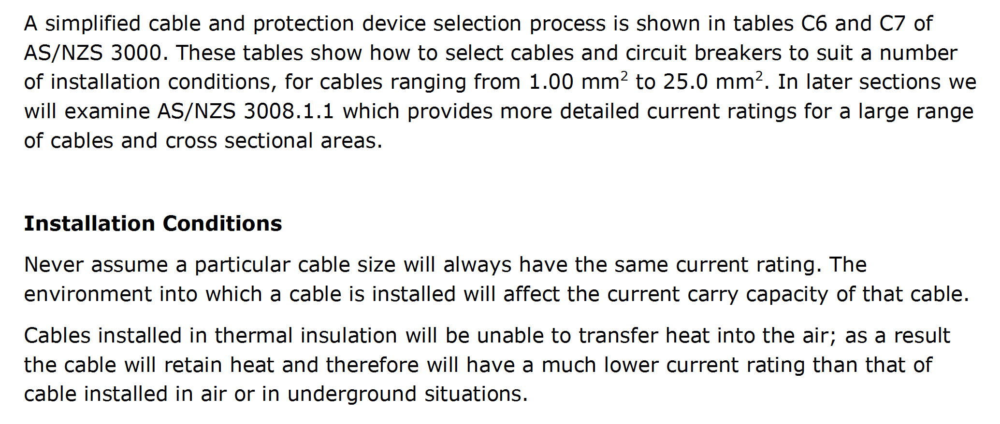 A simplified cable and protection device selection process is shown in tables C6 and C7 of
AS/NZS 3000. These tables show how to select cables and circuit breakers to suit a number
of installation conditions, for cables ranging from 1.00 mm² to 25.0 mm². In later sections we
will examine AS/NZS 3008.1.1 which provides more detailed current ratings for a large range
of cables and cross sectional areas.
Installation Conditions
Never assume a particular cable size will always have the same current rating. The
environment into which a cable is installed will affect the current carry capacity of that cable.
Cables installed in thermal insulation will be unable to transfer heat into the air; as a result
the cable will retain heat and therefore will have a much lower current rating than that of
cable installed in air or in underground situations.